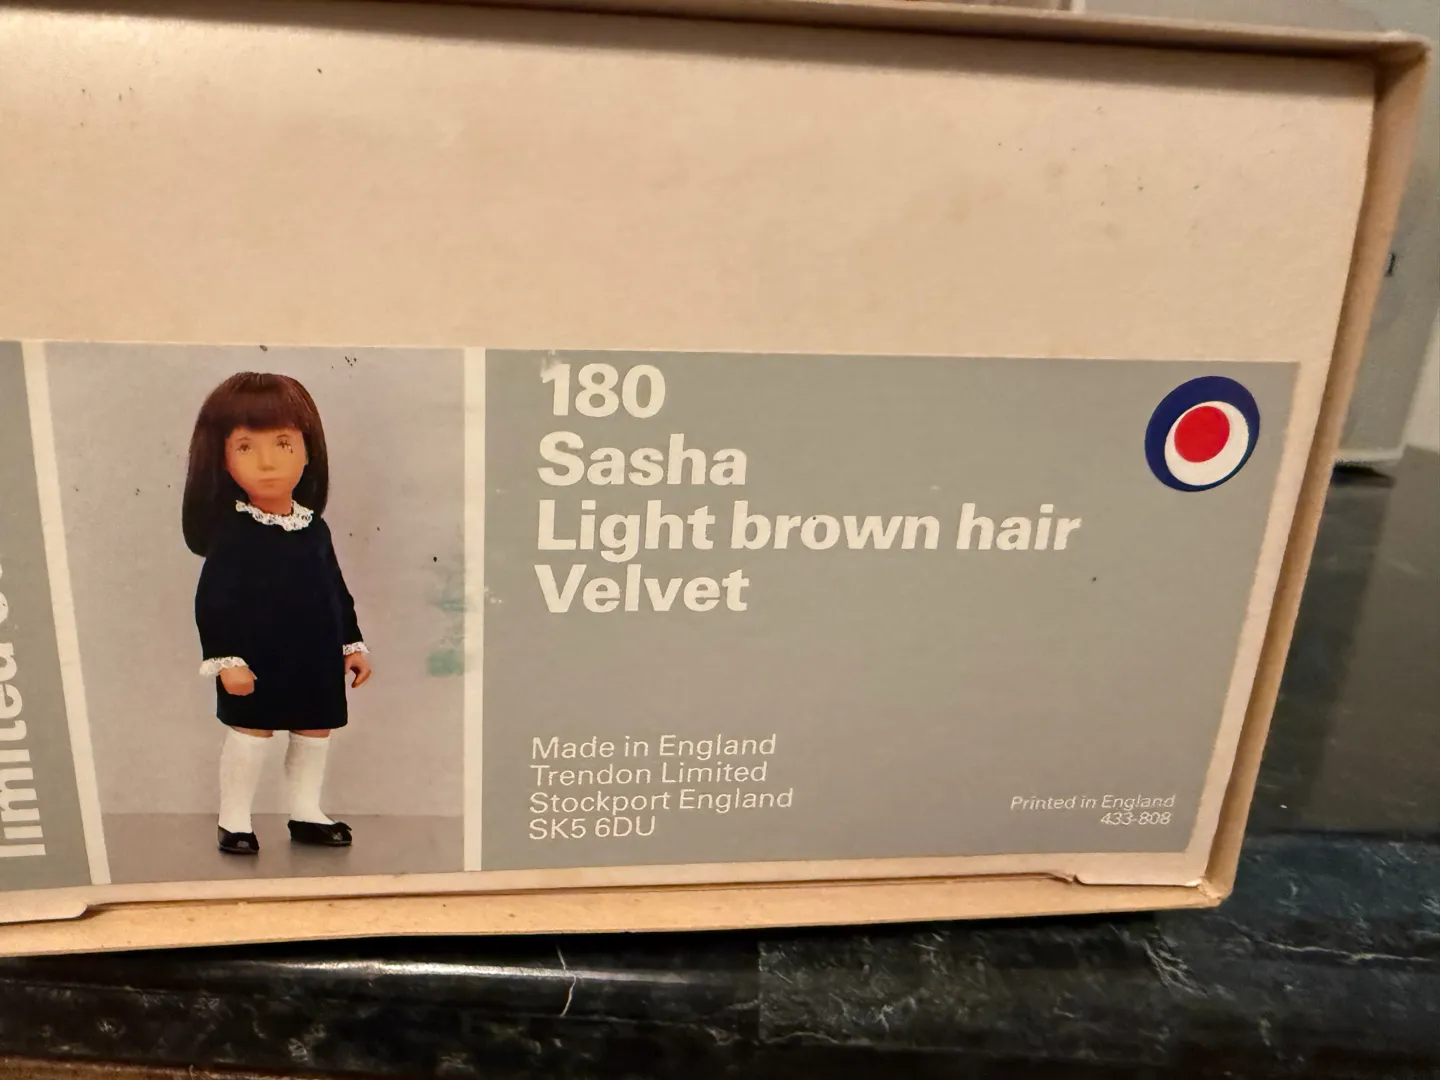 180
Sasha
Light brown hair
Velvet
Made in England
Trendon Limited
Stockport England
SK5 6DU
Printed in England
433-808
limited